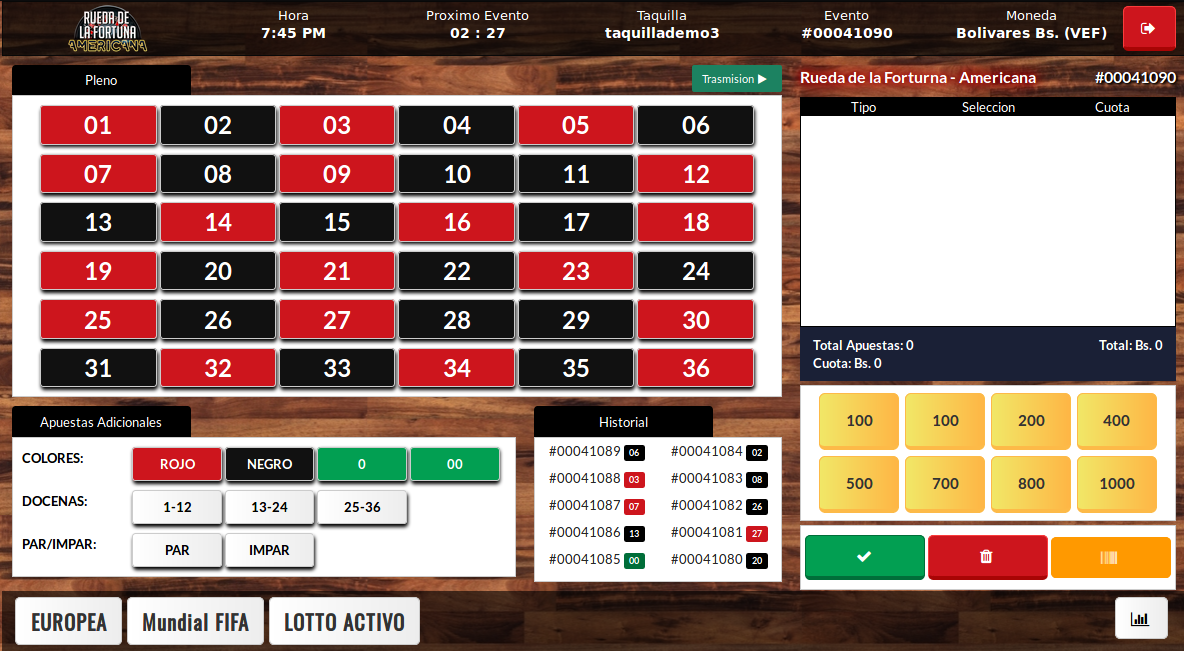 RUEDA DE
LA FORTUNA
AMERICANA
Hora
7:45 PM
Proximo Evento
02 : 27
Taquilla
taquillademo3
Evento
#00041090
Moneda
Bolivares Bs. (VEF)
Pleno
Trasmision
01 02 03 04 05 06
07 08 09 10 11 12
13 14 15 16 17 18
19 20 21 22 23 24
25 26 27 28 29 30
31 32 33 34 35 36
Rueda de la Forturna - Americana #00041090
Tipo Seleccion Cuota
Total Apuestas: 0 Total: Bs. 0
Cuota: Bs. 0
100 100 200 400
500 700 800 1000
Apuestas Adicionales
COLORES: ROJO NEGRO 0 00
DOCENAS: 1-12 13-24 25-36
PAR/IMPAR: PAR IMPAR
Historial
#00041089 06 #00041084 02
#00041088 03 #00041083 08
#00041087 07 #00041082 26
#00041086 13 #00041081 27
#00041085 00 #00041080 20
EUROPEA Mundial FIFA LOTTO ACTIVO